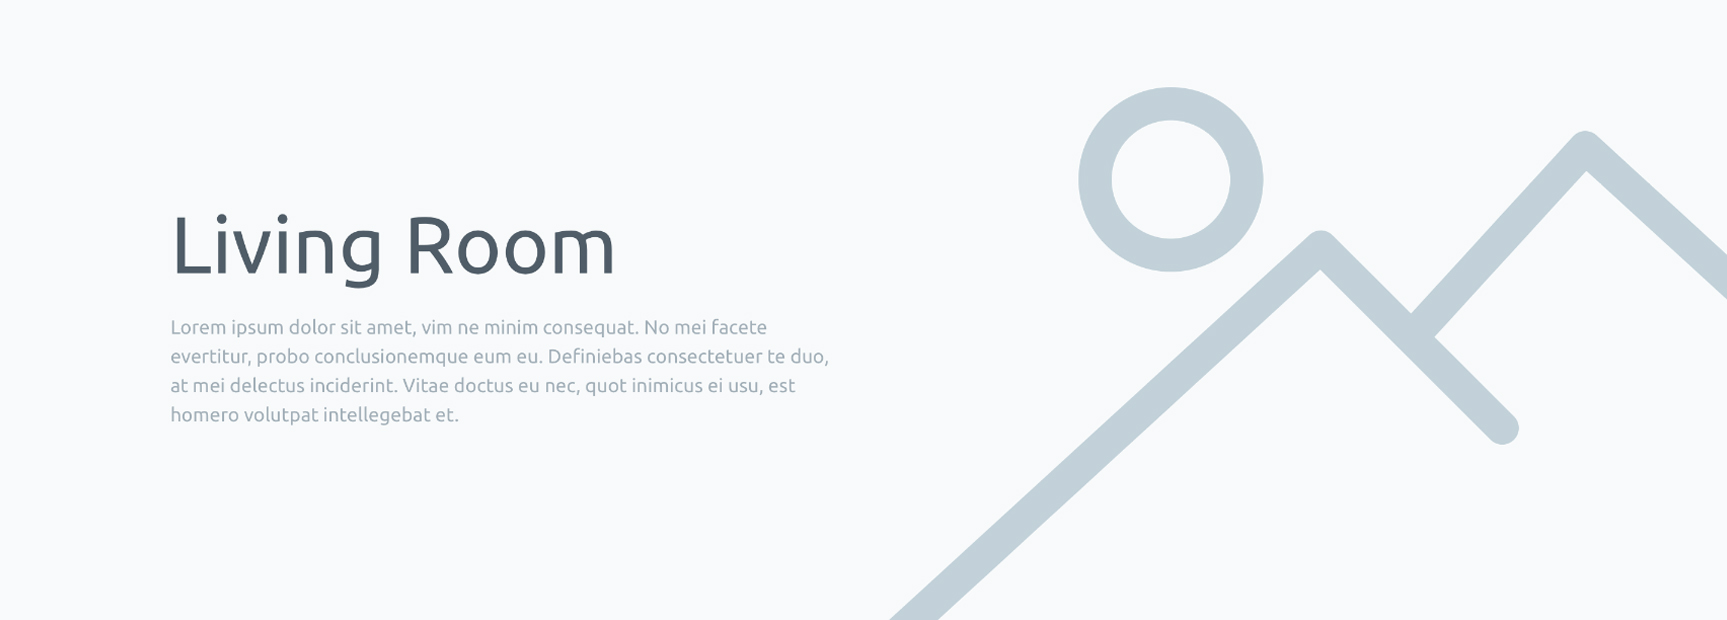 Living Room
Lorem ipsum dolor sit amet, vim ne minim consequat. No mei facete
evertitur, probo conclusionemque eum eu. Definiebas consectetuer te duo,
at mei delectus inciderint. Vitae doctus eu nec, quot inimicus ei usu, est
homero volutpat intellegebat et.